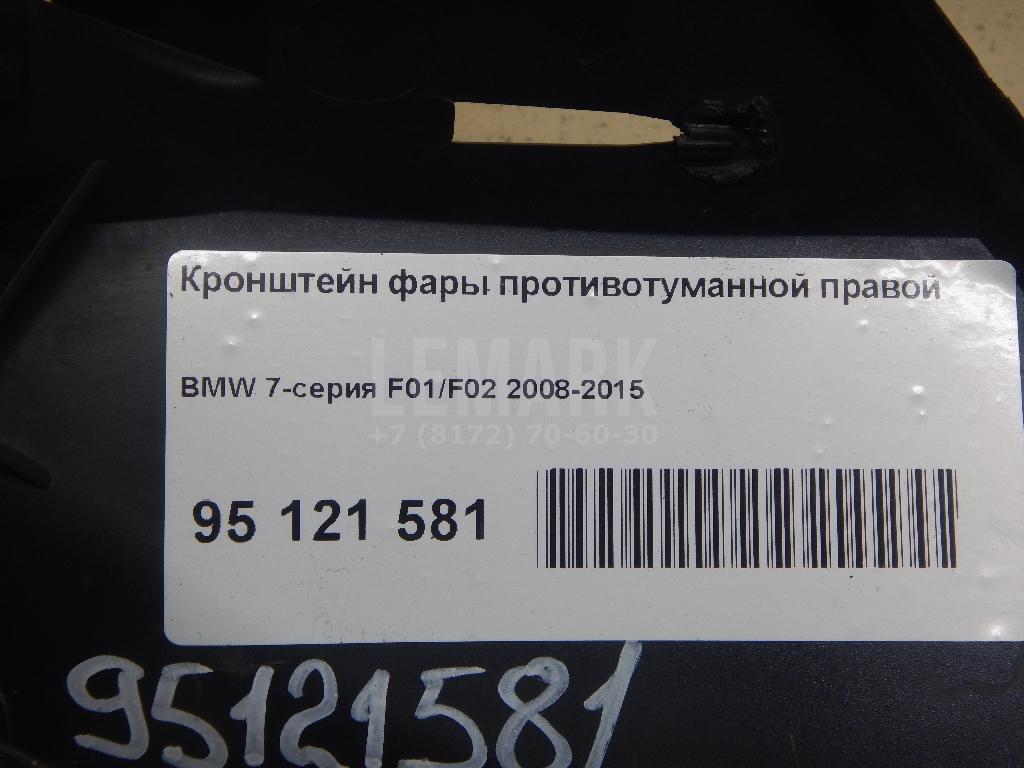 Кронштейн фары противотуманной правой
LEMARK
BMW 7-серия F01/F02 2008-2015
+7 (8172) 70-60-30
95 121 581
95121581